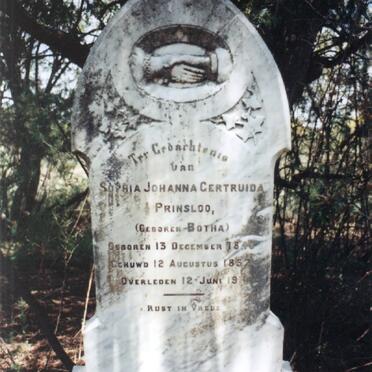 Ter Gedachtenis
van
SOPHIA JOHANNA GERTRUIDA
PRINSLOO,
(GEBOREN BOTHA)
GEBOREN 13 DECEMBER
GEHUWD 12 AUGUSTUS
OVERLEDEN 12 JUNI
RUST IN VREDE